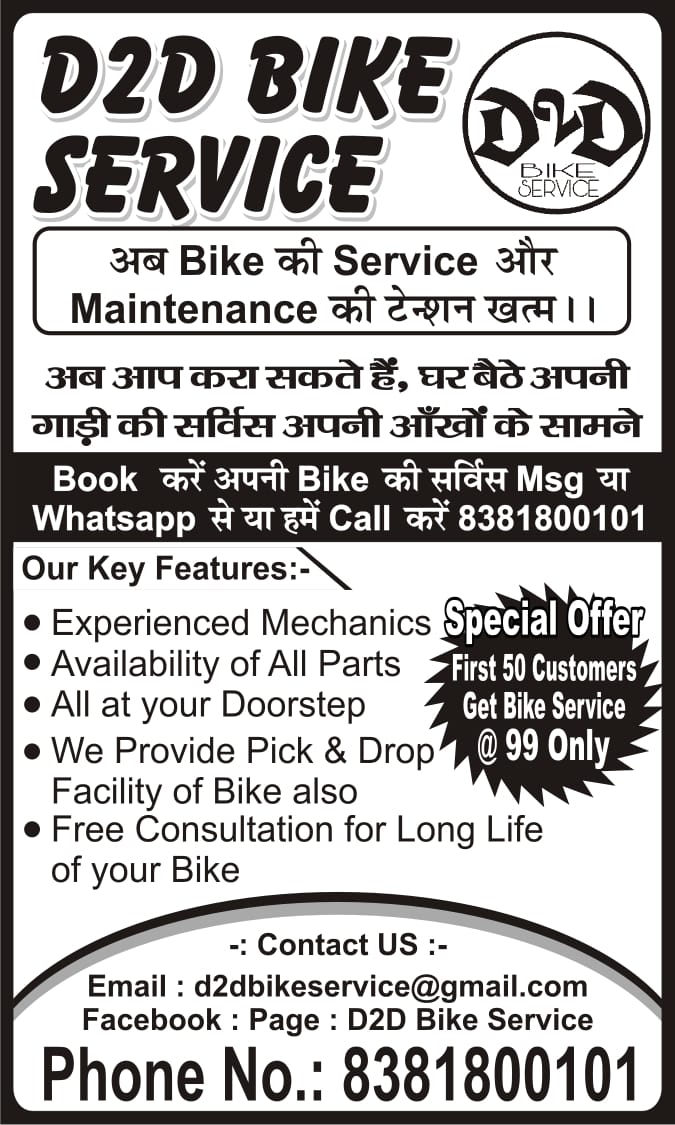 D2D BIKE
SERVICE
D2D
BIKE
SERVICE
अब Bike की Service और
Maintenance की टेन्शन खत्म।।
अब आप करा सकते हैं, घर बैठे अपनी
गाड़ी की सर्विस अपनी आँखों के सामने
Book करें अपनी Bike की सर्विस Msg या
Whatsapp से या हमें Call करें 8381800101
Our Key Features:-
• Experienced Mechanics
• Availability of All Parts
• All at your Doorstep
• We Provide Pick & Drop
Facility of Bike also
• Free Consultation for Long Life
of your Bike
Special Offer
First 50 Customers
Get Bike Service
@ 99 Only
-: Contact US :-
Email : d2dbikeservice@gmail.com
Facebook : Page : D2D Bike Service
Phone No.: 8381800101